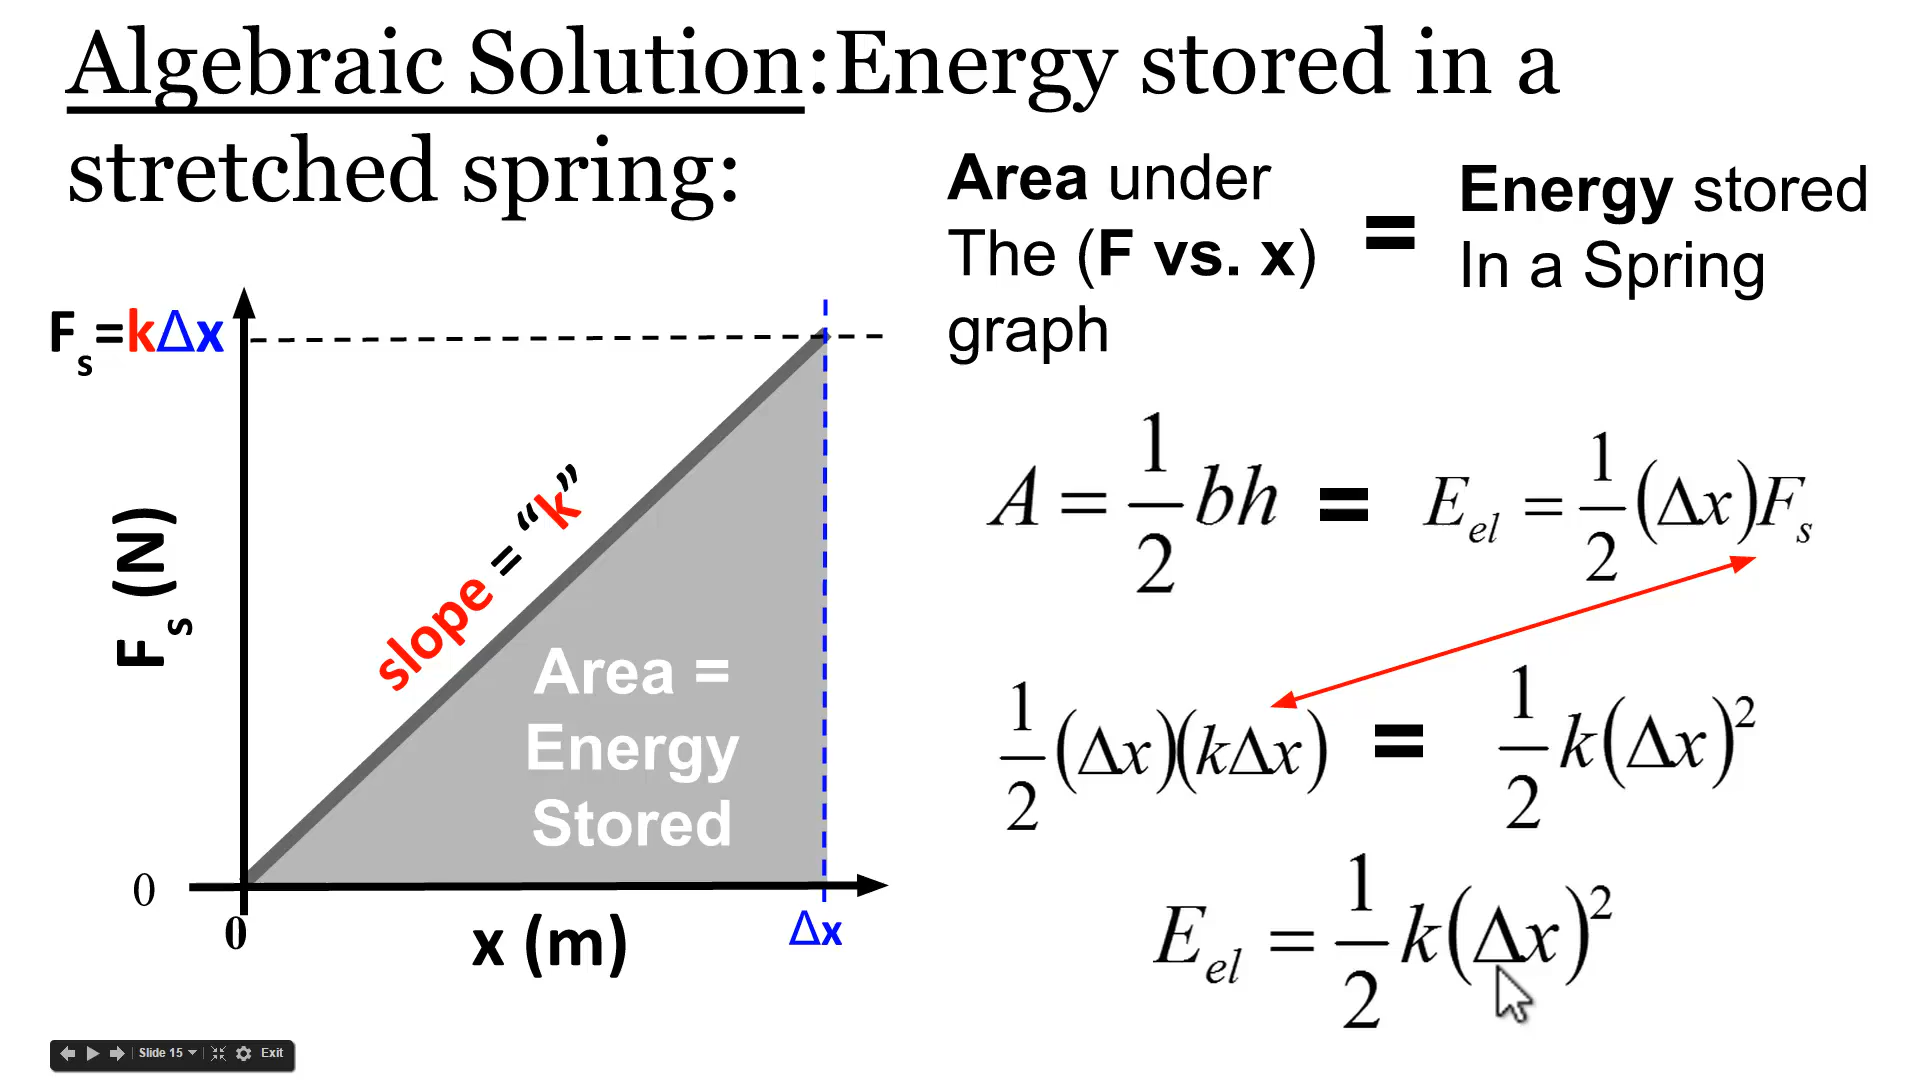 Algebraic Solution:Energy stored in a
stretched spring:
Area under
The (F vs. x)
graph
=
Energy stored
In a Spring
Fs=kΔx
Fs (N)
slope = “k”
Area =
Energy
Stored
0
0
x (m)
Δx
A = 1/2 bh = E_el = 1/2 (Δx)F_s
1/2 (Δx)(kΔx) = 1/2 k(Δx)²
E_el = 1/2 k(Δx)²
Slide 15 Exit